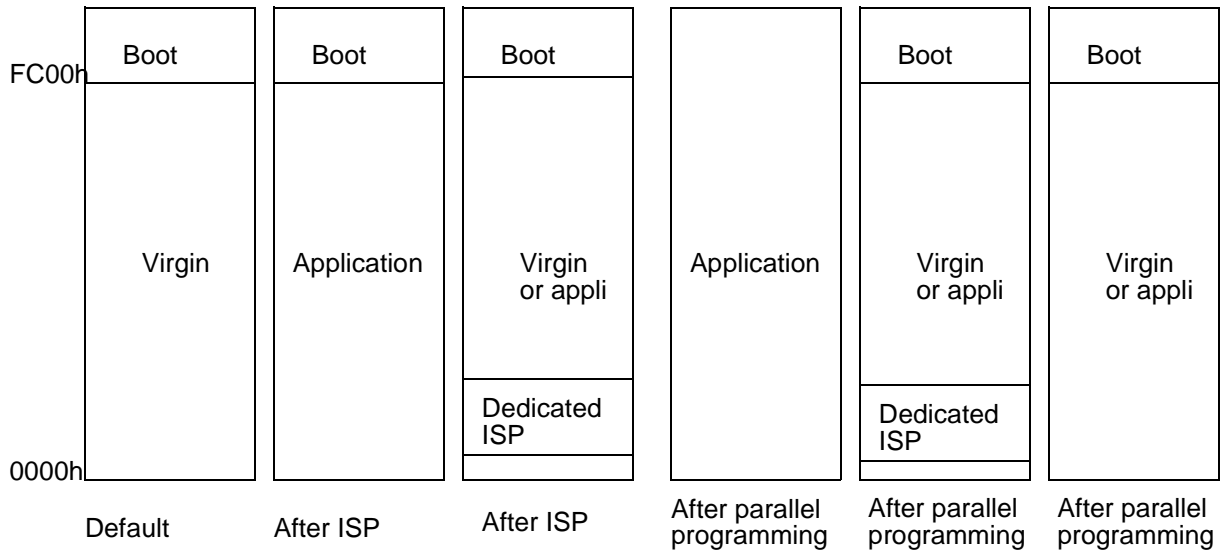 Boot
Boot
Boot
Boot
Boot
FC00h
Virgin
Application
Virgin
or appli
Application
Virgin
or appli
Virgin
or appli
Dedicated
ISP
Dedicated
ISP
0000h
Default
After ISP
After ISP
After parallel
programming
After parallel
programming
After parallel
programming